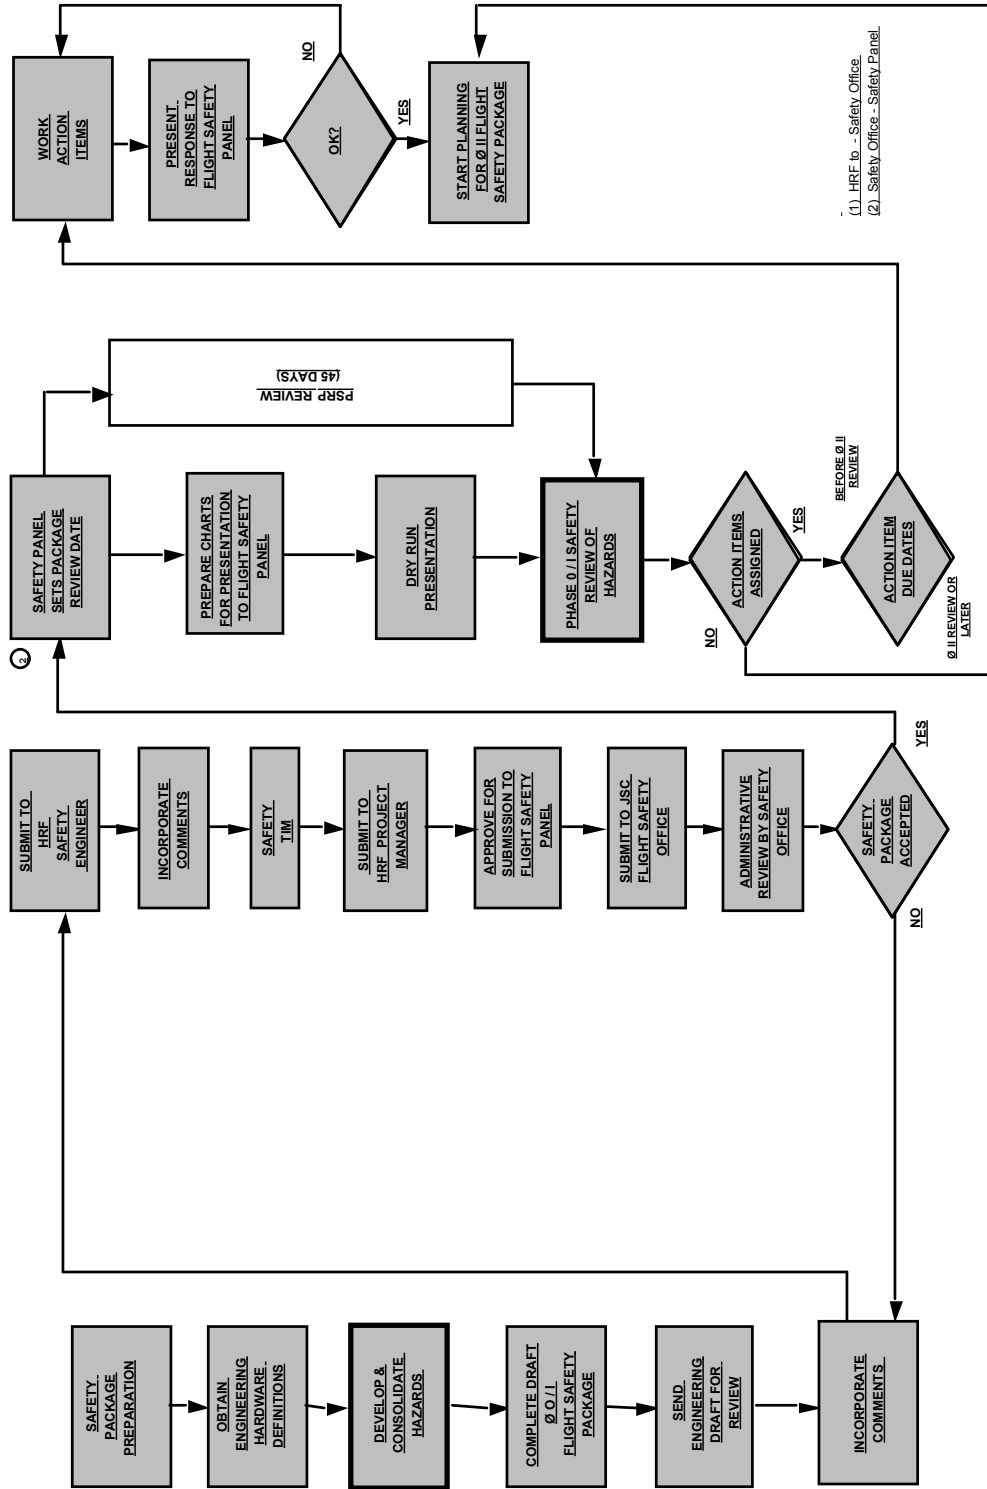 SAFETY
PACKAGE
PREPARATION
OBTAIN
ENGINEERING
HARDWARE
DEFINITIONS
DEVELOP &
CONSOLIDATE
HAZARDS
COMPLETE DRAFT
Ø O / I
FLIGHT SAFETY
PACKAGE
SEND
ENGINEERING
DRAFT FOR
REVIEW
INCORPORATE
COMMENTS
SUBMIT TO
HRF
SAFETY
ENGINEER
INCORPORATE
COMMENTS
SAFETY
TIM
SUBMIT TO
HRF PROJECT
MANAGER
APPROVE FOR
SUBMISSION TO
FLIGHT SAFETY
PANEL
SUBMIT TO JSC
FLIGHT SAFETY
OFFICE
ADMINISTRATIVE
REVIEW BY SAFETY
OFFICE
SAFETY
PACKAGE
ACCEPTED
NO
YES
2
SAFETY PANEL
SETS PACKAGE
REVIEW DATE
PREPARE CHARTS
FOR PRESENTATION
TO FLIGHT SAFETY
PANEL
DRY RUN
PRESENTATION
PHASE 0 / I SAFETY
REVIEW OF
HAZARDS
PSRP REVIEW
(45 DAYS)
ACTION ITEMS
ASSIGNED
NO
YES
ACTION ITEM
DUE DATES
Ø II REVIEW OR
LATER
BEFORE Ø II
REVIEW
WORK
ACTION
ITEMS
PRESENT
RESPONSE TO
FLIGHT SAFETY
PANEL
OK?
NO
YES
START PLANNING
FOR Ø II FLIGHT
SAFETY PACKAGE
-
(1) HRF to - Safety Office
(2) Safety Office - Safety Panel